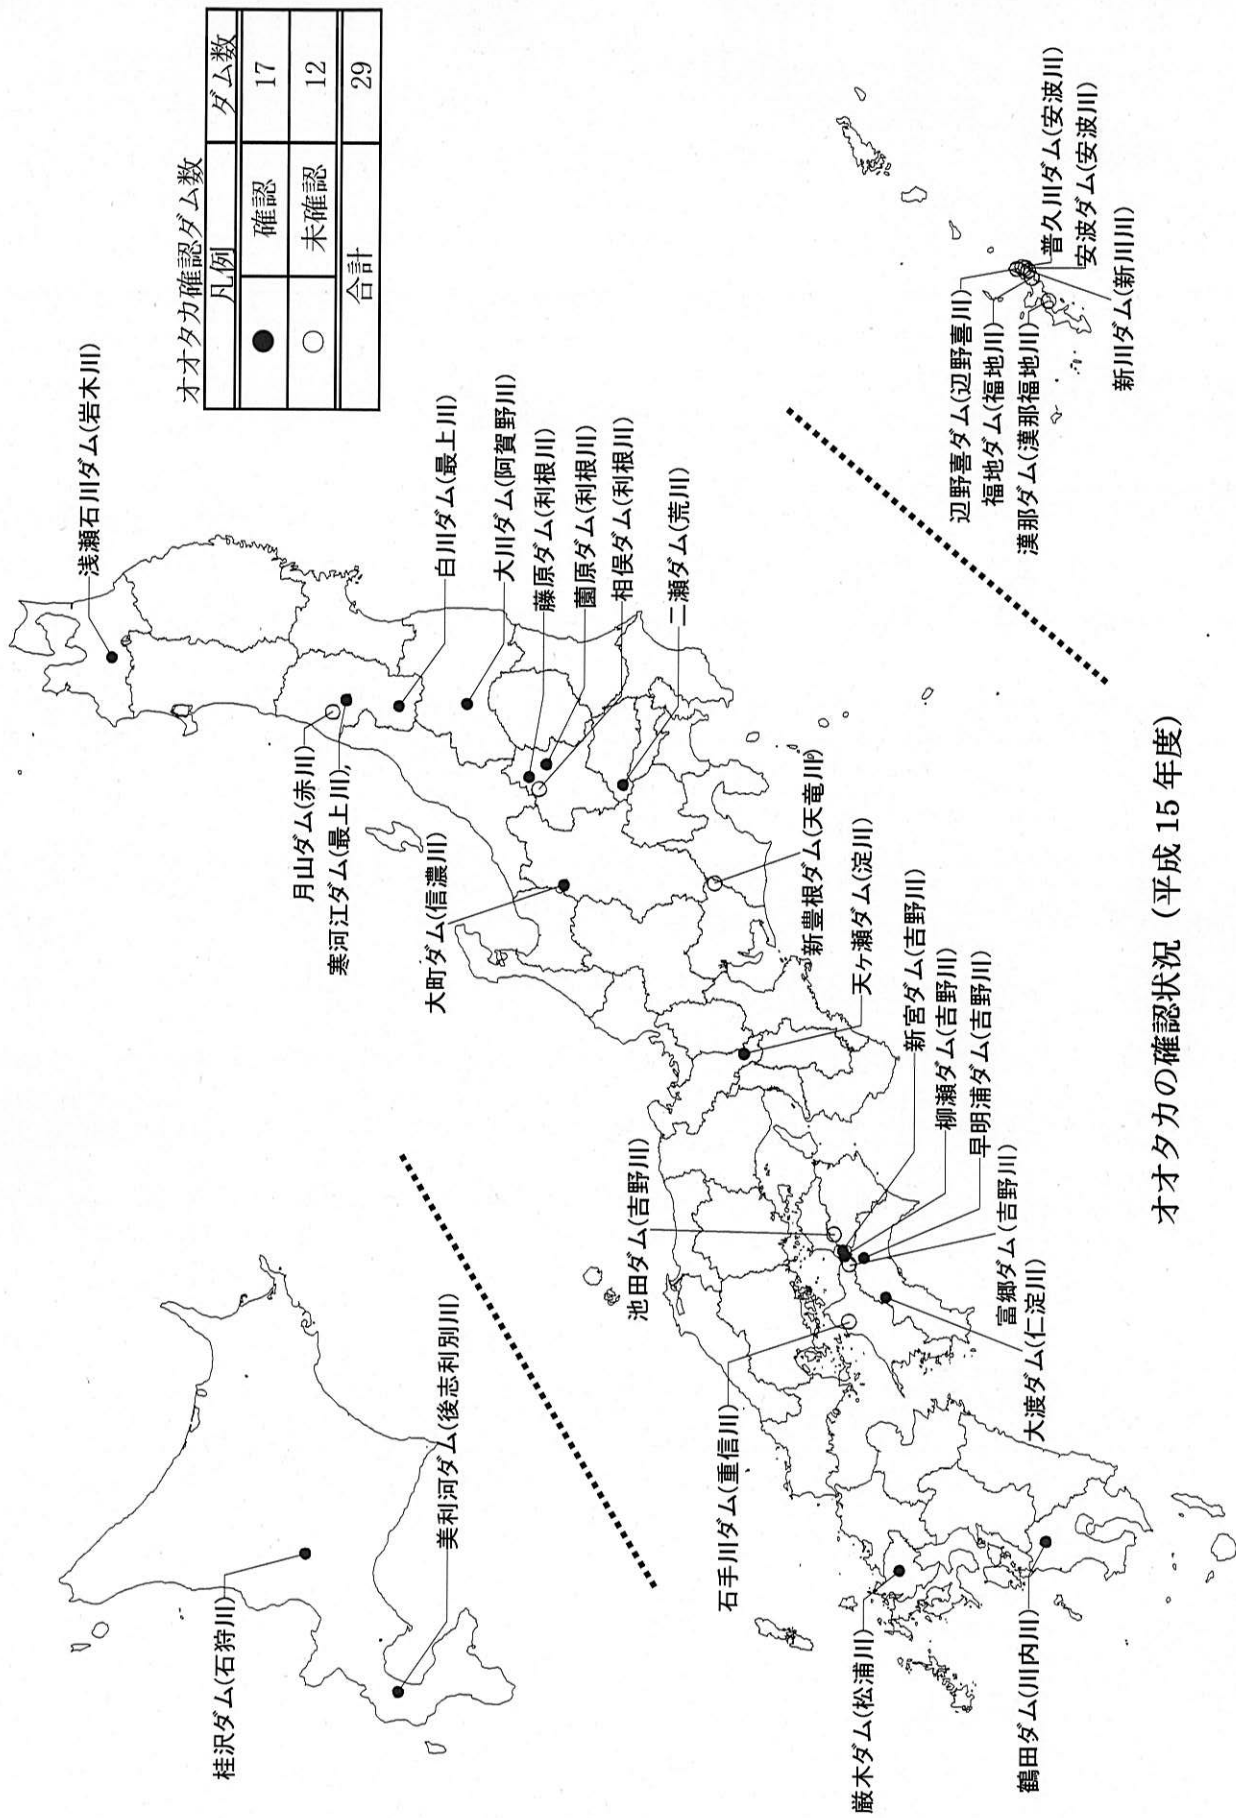 オオタカ確認ダム数
凡例 ダム数
● 確認 17
○ 未確認 12
合計 29
桂沢ダム(石狩川)
美利河ダム(後志利別川)
浅瀬石川ダム(岩木川)
月山ダム(赤川)
寒河江ダム(最上川)
白川ダム(最上川)
大川ダム(阿賀野川)
藤原ダム(利根川)
薗原ダム(利根川)
相俣ダム(利根川)
二瀬ダム(荒川)
大町ダム(信濃川)
新豊根ダム(天竜川)
天ヶ瀬ダム(淀川)
新宮ダム(吉野川)
柳瀬ダム(吉野川)
早明浦ダム(吉野川)
池田ダム(吉野川)
富郷ダム(吉野川)
大渡ダム(仁淀川)
石手川ダム(重信川)
厳木ダム(松浦川)
鶴田ダム(川内川)
辺野喜ダム(辺野喜川)
福地ダム(福地川)
漢那ダム(漢那福地川)
普久川ダム(安波川)
安波ダム(安波川)
新川ダム(新川川)
オオタカの確認状況（平成 15 年度）